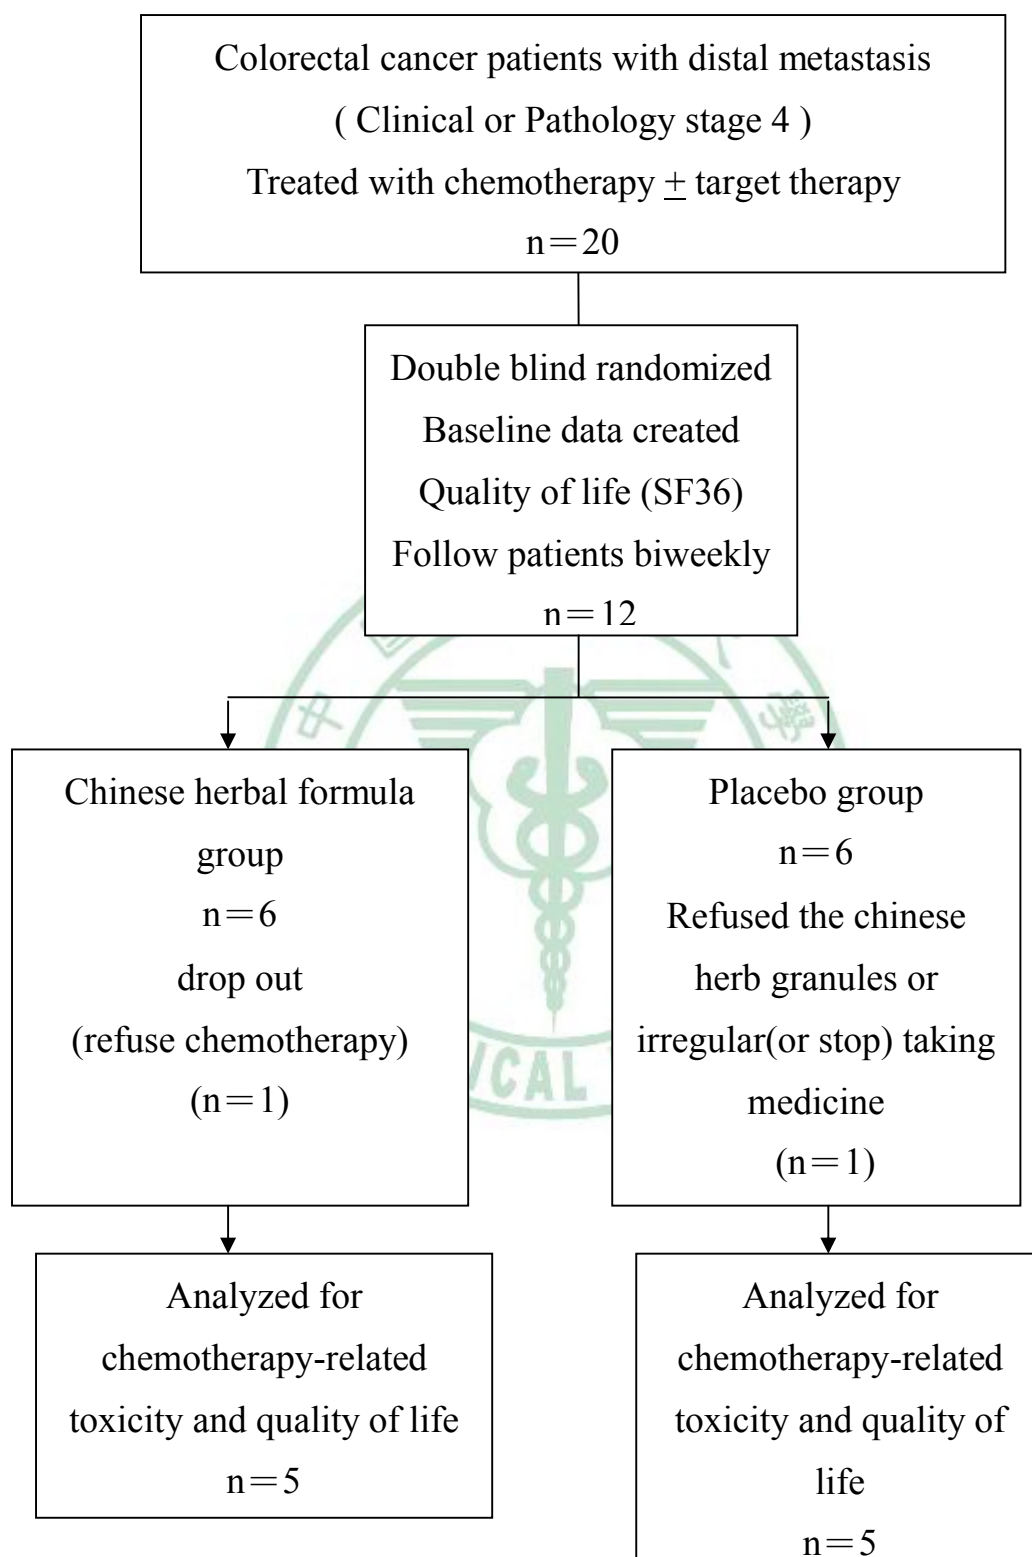 Colorectal cancer patients with distal metastasis
( Clinical or Pathology stage 4 )
Treated with chemotherapy ± target therapy
n＝20
Double blind randomized
Baseline data created
Quality of life (SF36)
Follow patients biweekly
n＝12
中
國
學
Chinese herbal formula
group
n＝6
drop out
(refuse chemotherapy)
(n＝1)
Placebo group
n＝6
Refused the chinese
herb granules or
irregular(or stop) taking
medicine
(n＝1)
ICAL
Analyzed for
chemotherapy-related
toxicity and quality of life
n＝5
Analyzed for
chemotherapy-related
toxicity and quality of
life
n＝5